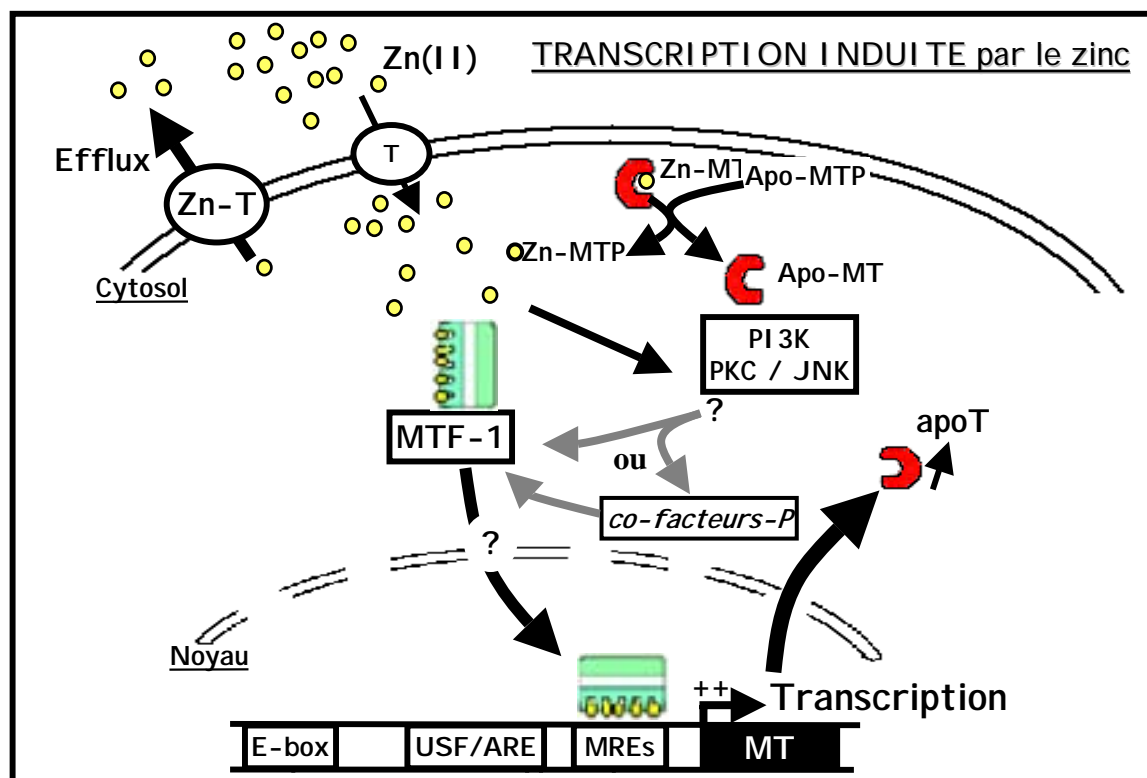 TRANSCRIPTION INDUITE par le zinc
Zn(II)
Efflux
T
Zn-T
Cytosol
Zn-MT
Apo-MTP
Zn-MTP
Apo-MT
PI3K
PKC / JNK
?
MTF-1
ou
co-facteurs-P
apoT
?
Noyau
++
Transcription
E-box
USF/ARE
MREs
MT